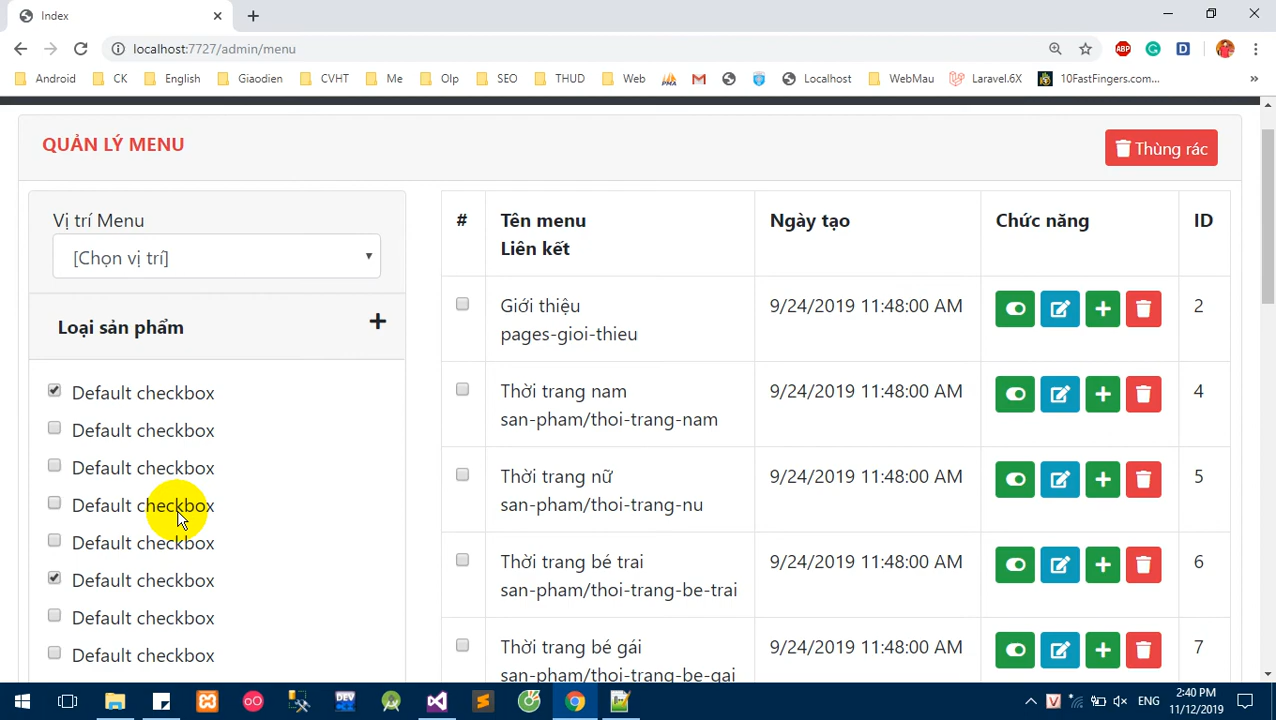 Index
localhost:7727/admin/menu
ABP
D
Android CK English Giaodien CVHT Me Olp SEO THUD Web Localhost WebMau Laravel.6X 10FastFingers.com...
QUẢN LÝ MENU
Thùng rác
Vị trí Menu
[Chọn vị trí]
Loại sản phẩm
Default checkbox
Default checkbox
Default checkbox
Default checkbox
Default checkbox
Default checkbox
Default checkbox
Default checkbox
# Tên menu Ngày tạo Chức năng ID
Liên kết
Giới thiệu 9/24/2019 11:48:00 AM 2
pages-gioi-thieu
Thời trang nam 9/24/2019 11:48:00 AM 4
san-pham/thoi-trang-nam
Thời trang nữ 9/24/2019 11:48:00 AM 5
san-pham/thoi-trang-nu
Thời trang bé trai 9/24/2019 11:48:00 AM 6
san-pham/thoi-trang-be-trai
Thời trang bé gái 9/24/2019 11:48:00 AM 7
san-pham/thoi-trang-be-gai
ENG
2:40 PM
11/12/2019